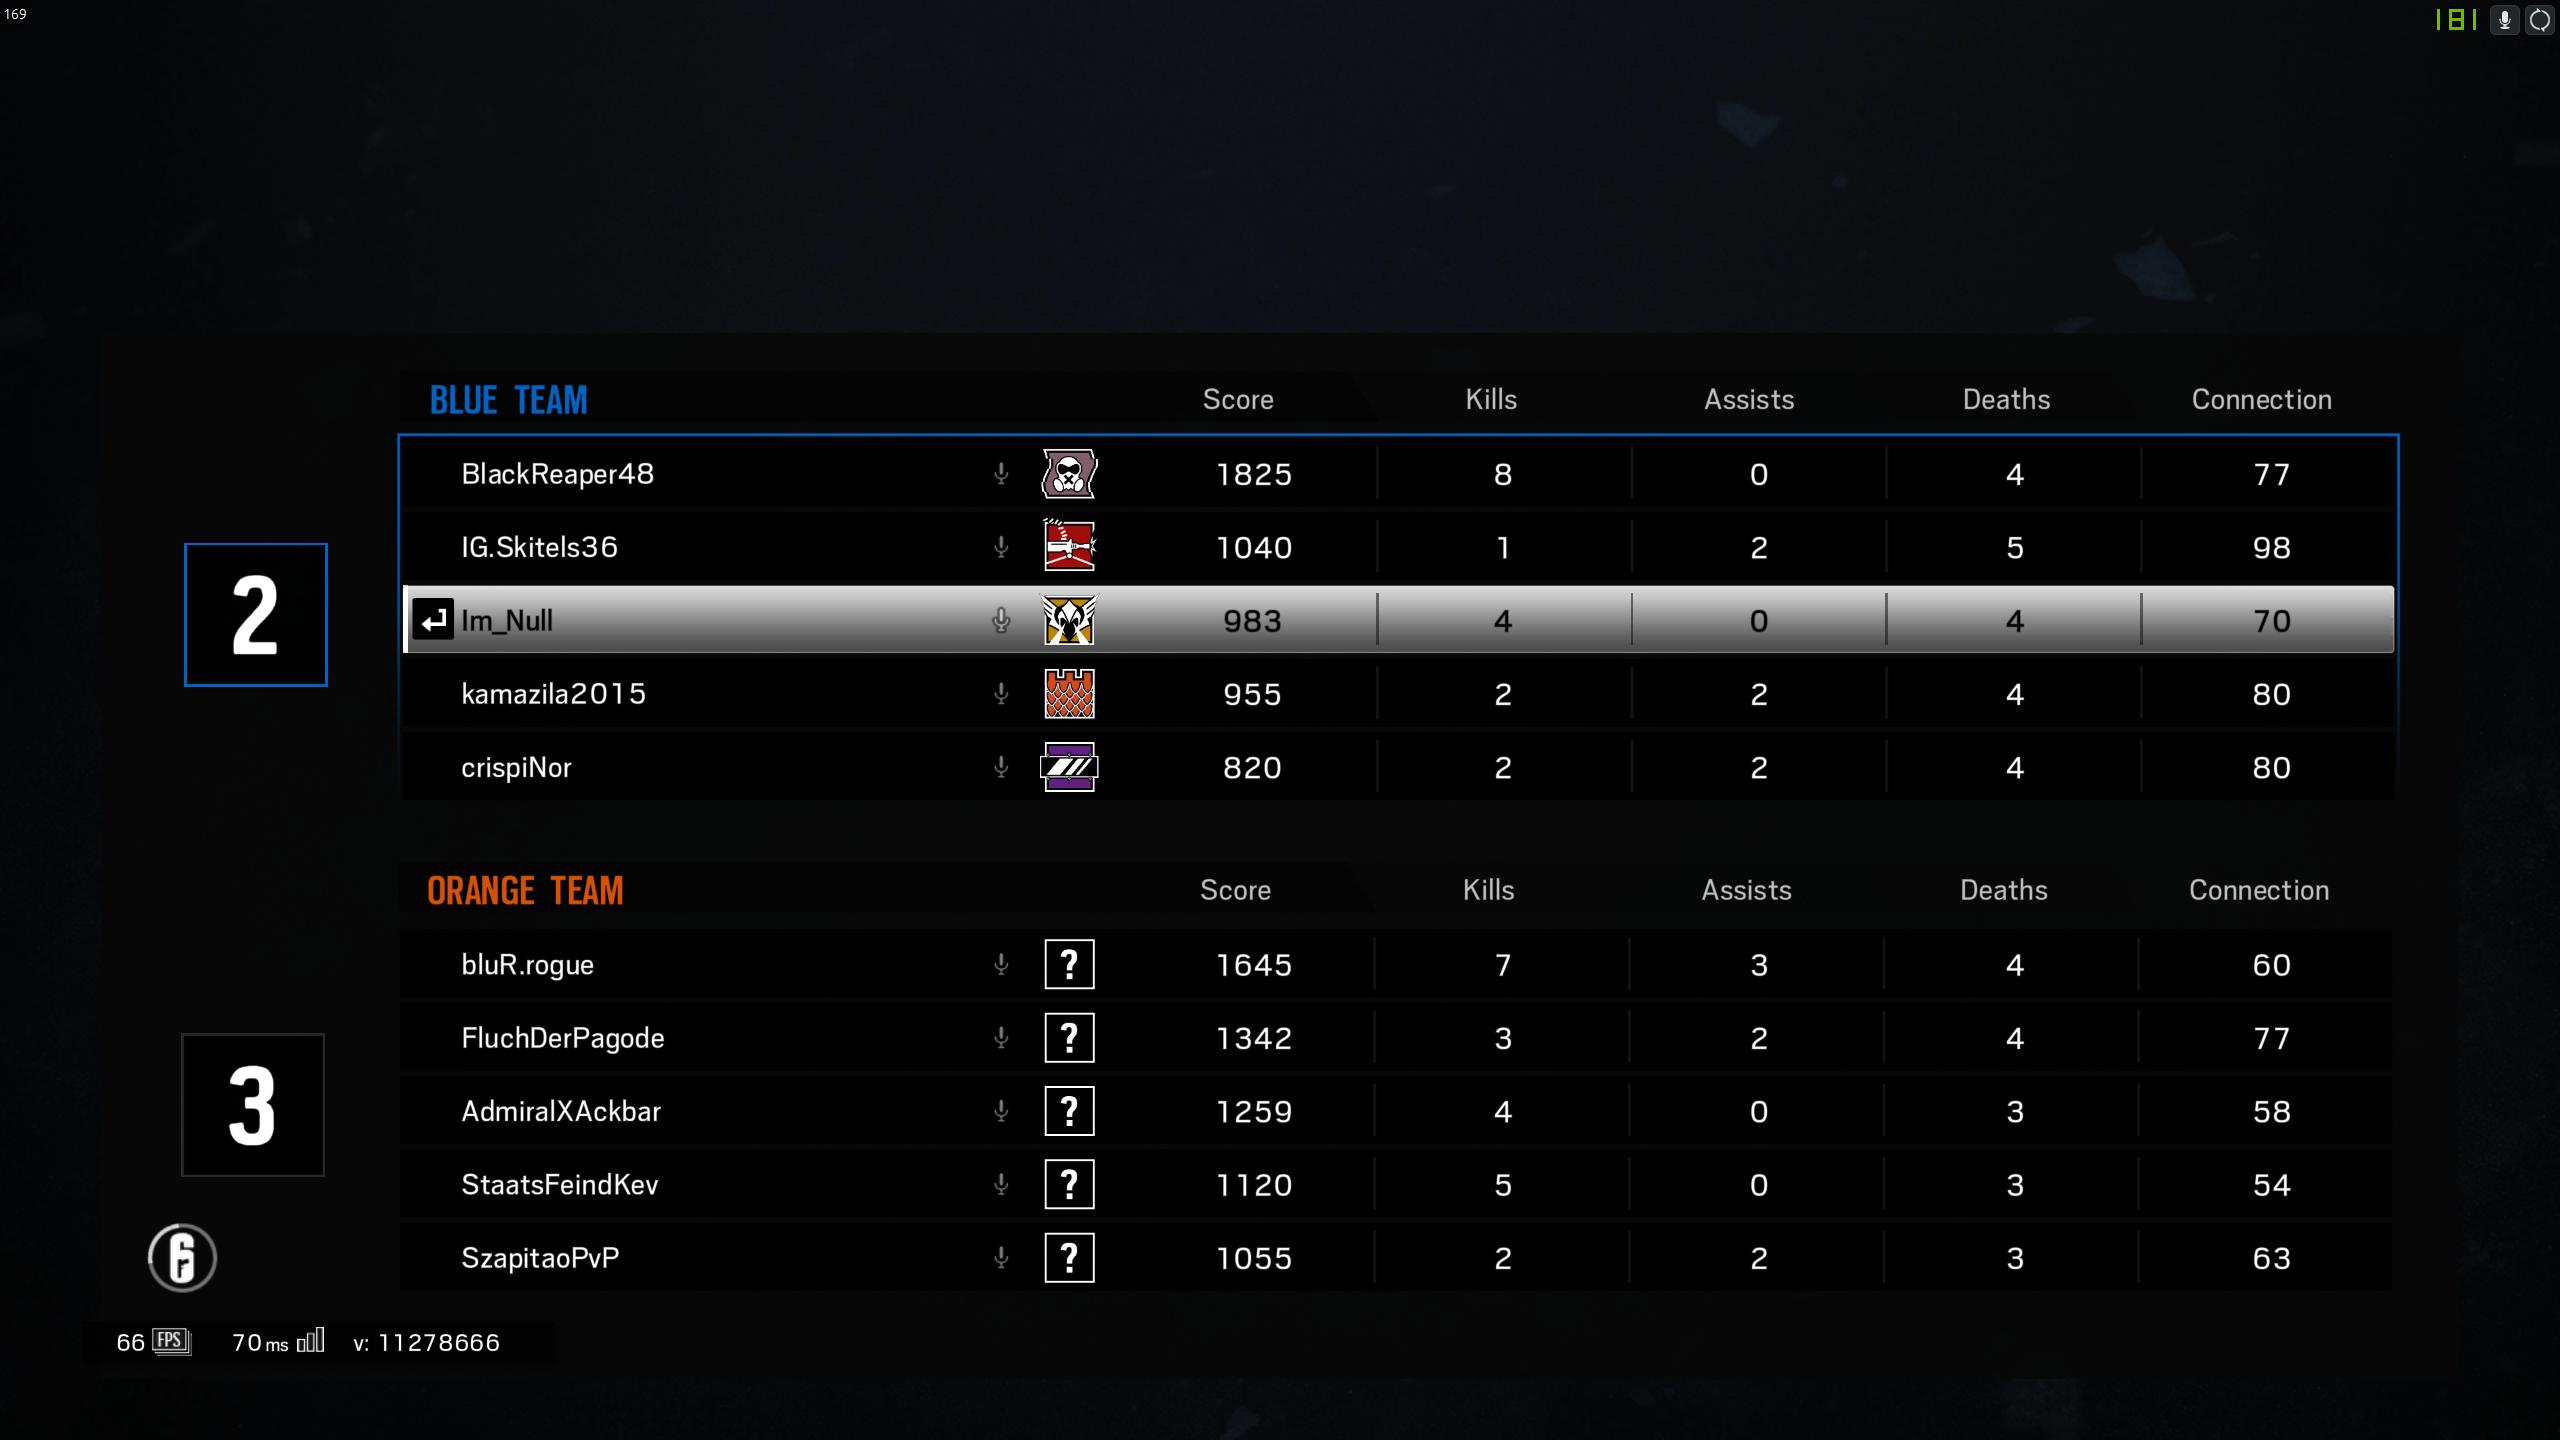 169
181
BLUE TEAM Score Kills Assists Deaths Connection
BlackReaper48 1825 8 0 4 77
IG.Skitels36 1040 1 2 5 98
2
Im_Null 983 4 0 4 70
kamazila2015 955 2 2 4 80
crispiNor 820 2 2 4 80
ORANGE TEAM Score Kills Assists Deaths Connection
bluR.rogue ? 1645 7 3 4 60
FluchDerPagode ? 1342 3 2 4 77
3
AdmiralXAckbar ? 1259 4 0 3 58
StaatsFeindKev ? 1120 5 0 3 54
SzapitaoPvP ? 1055 2 2 3 63
6
66 FPS 70 ms v: 11278666